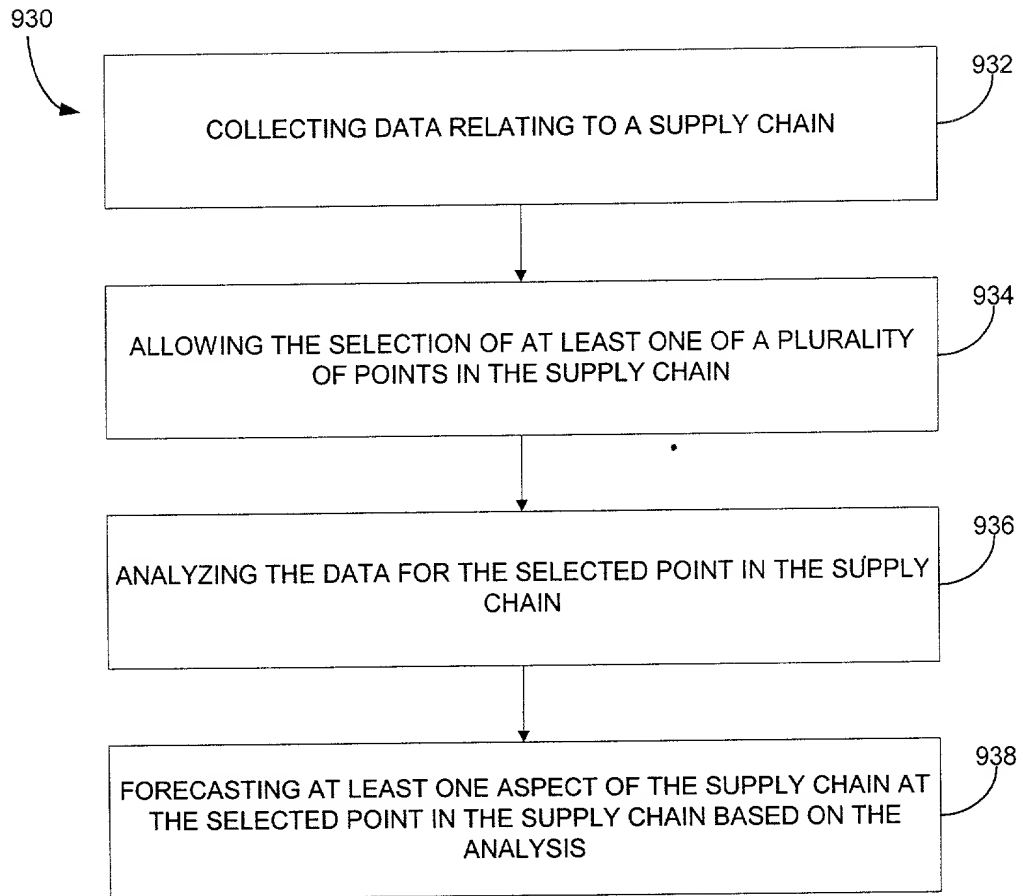 930
932
COLLECTING DATA RELATING TO A SUPPLY CHAIN
934
ALLOWING THE SELECTION OF AT LEAST ONE OF A PLURALITY
OF POINTS IN THE SUPPLY CHAIN
936
ANALYZING THE DATA FOR THE SELECTED POINT IN THE SUPPLY
CHAIN
938
FORECASTING AT LEAST ONE ASPECT OF THE SUPPLY CHAIN AT
THE SELECTED POINT IN THE SUPPLY CHAIN BASED ON THE
ANALYSIS